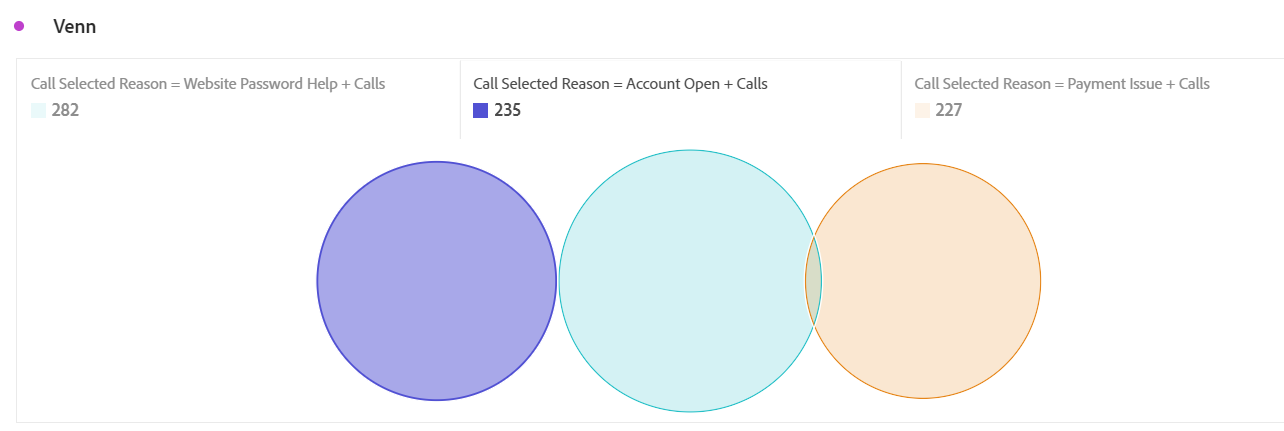 Venn
Call Selected Reason = Website Password Help + Calls
282
Call Selected Reason = Account Open + Calls
235
Call Selected Reason = Payment Issue + Calls
227